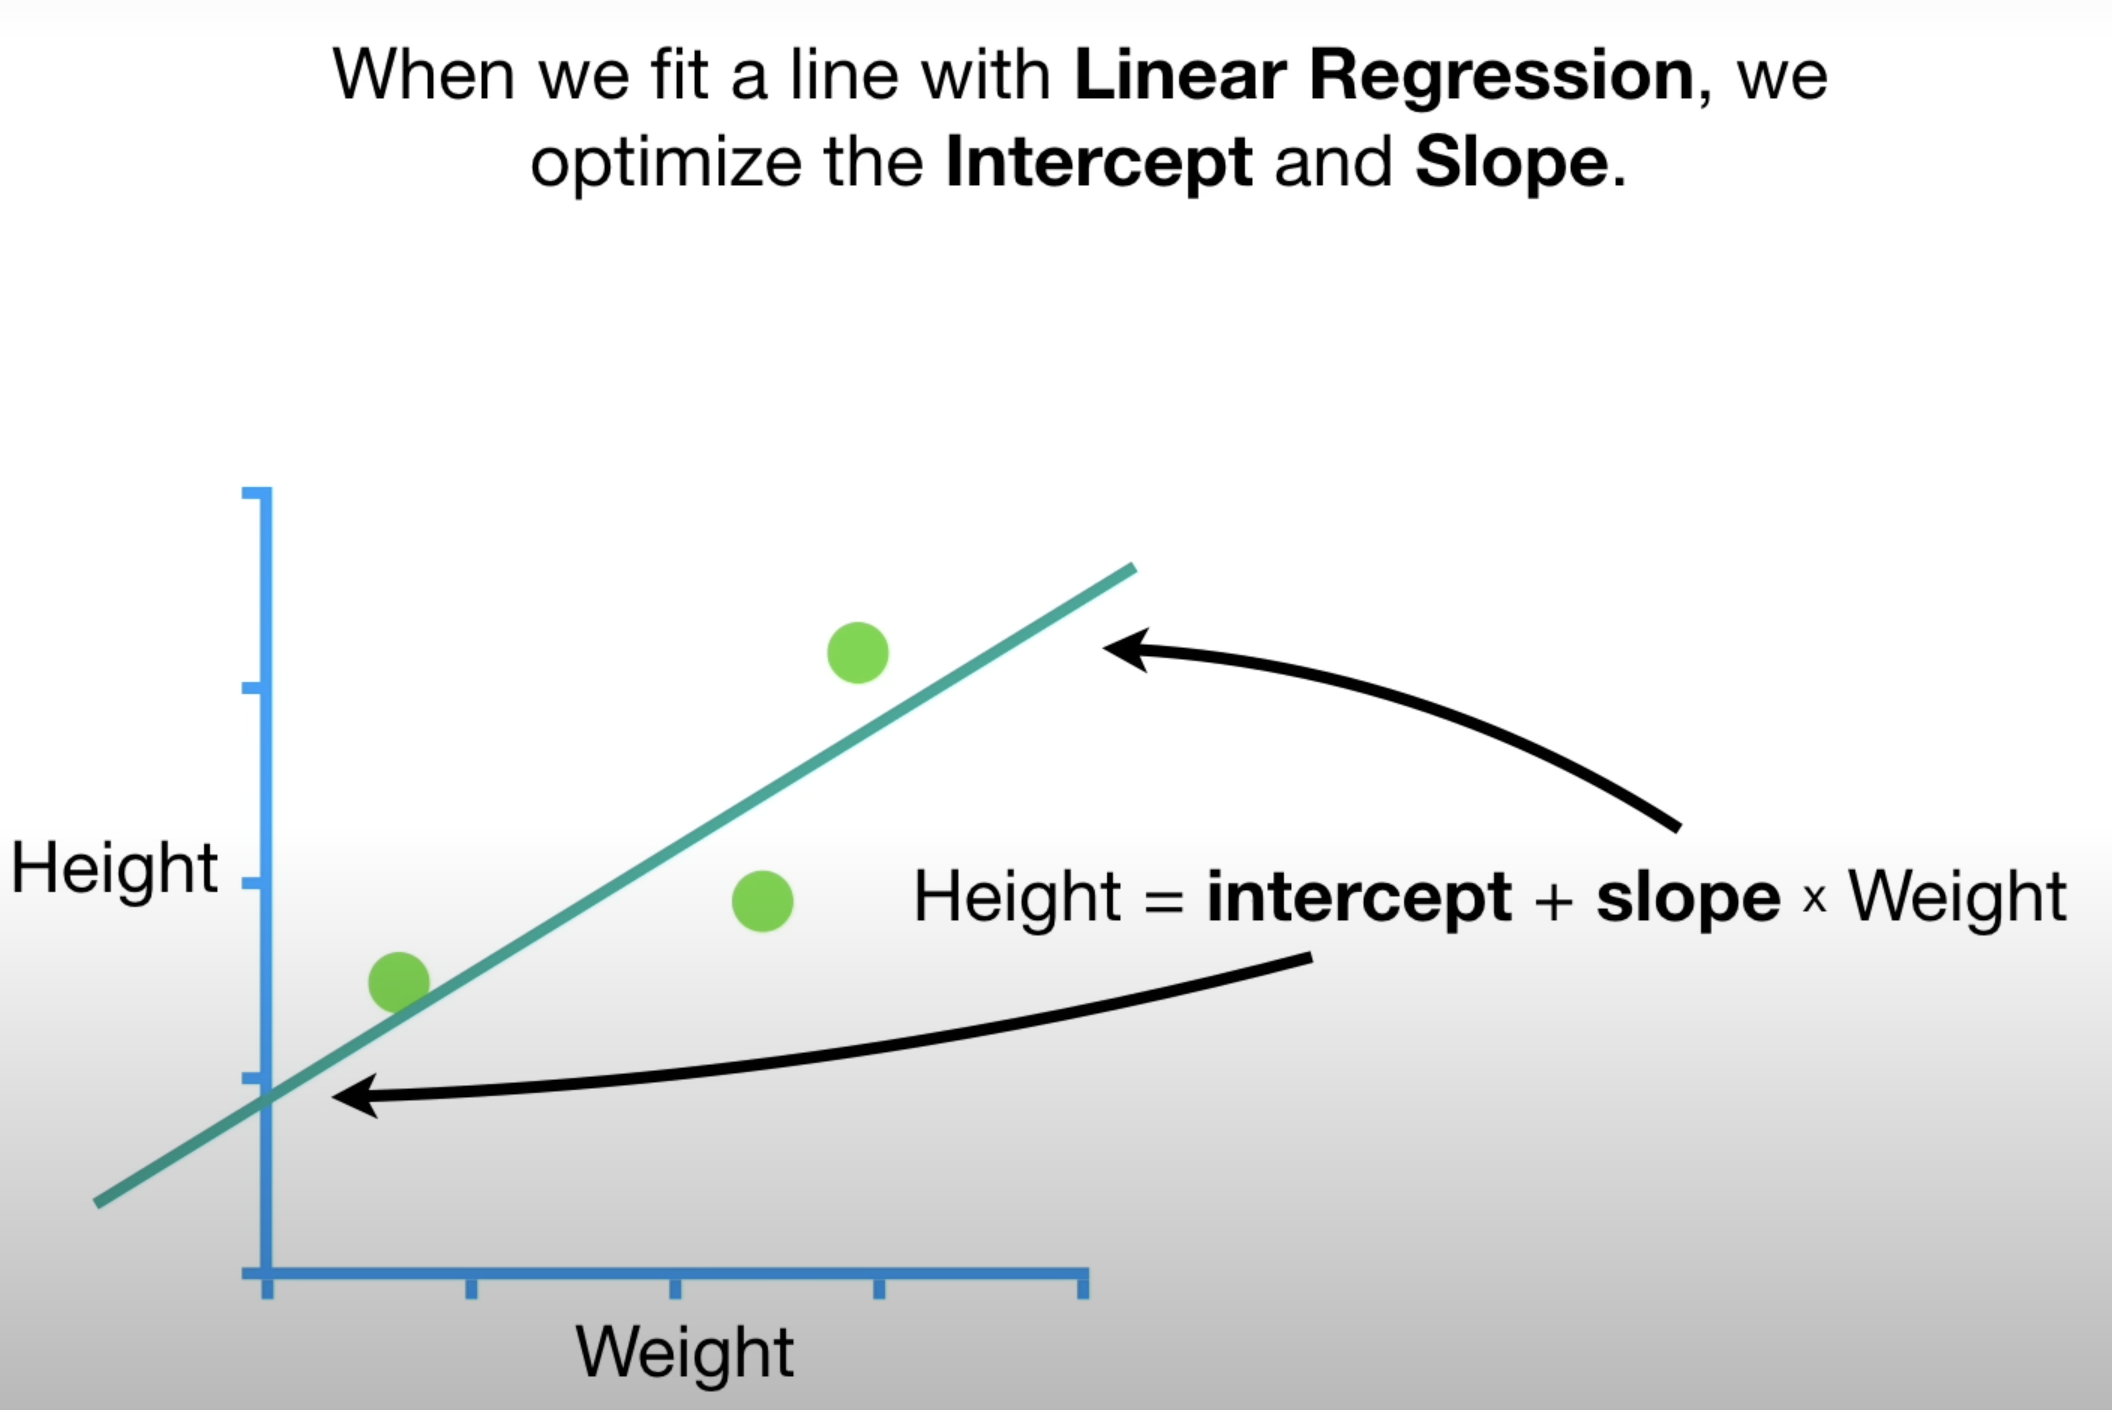 When we fit a line with Linear Regression, we
optimize the Intercept and Slope.
Height
Height = intercept + slope x Weight
Weight